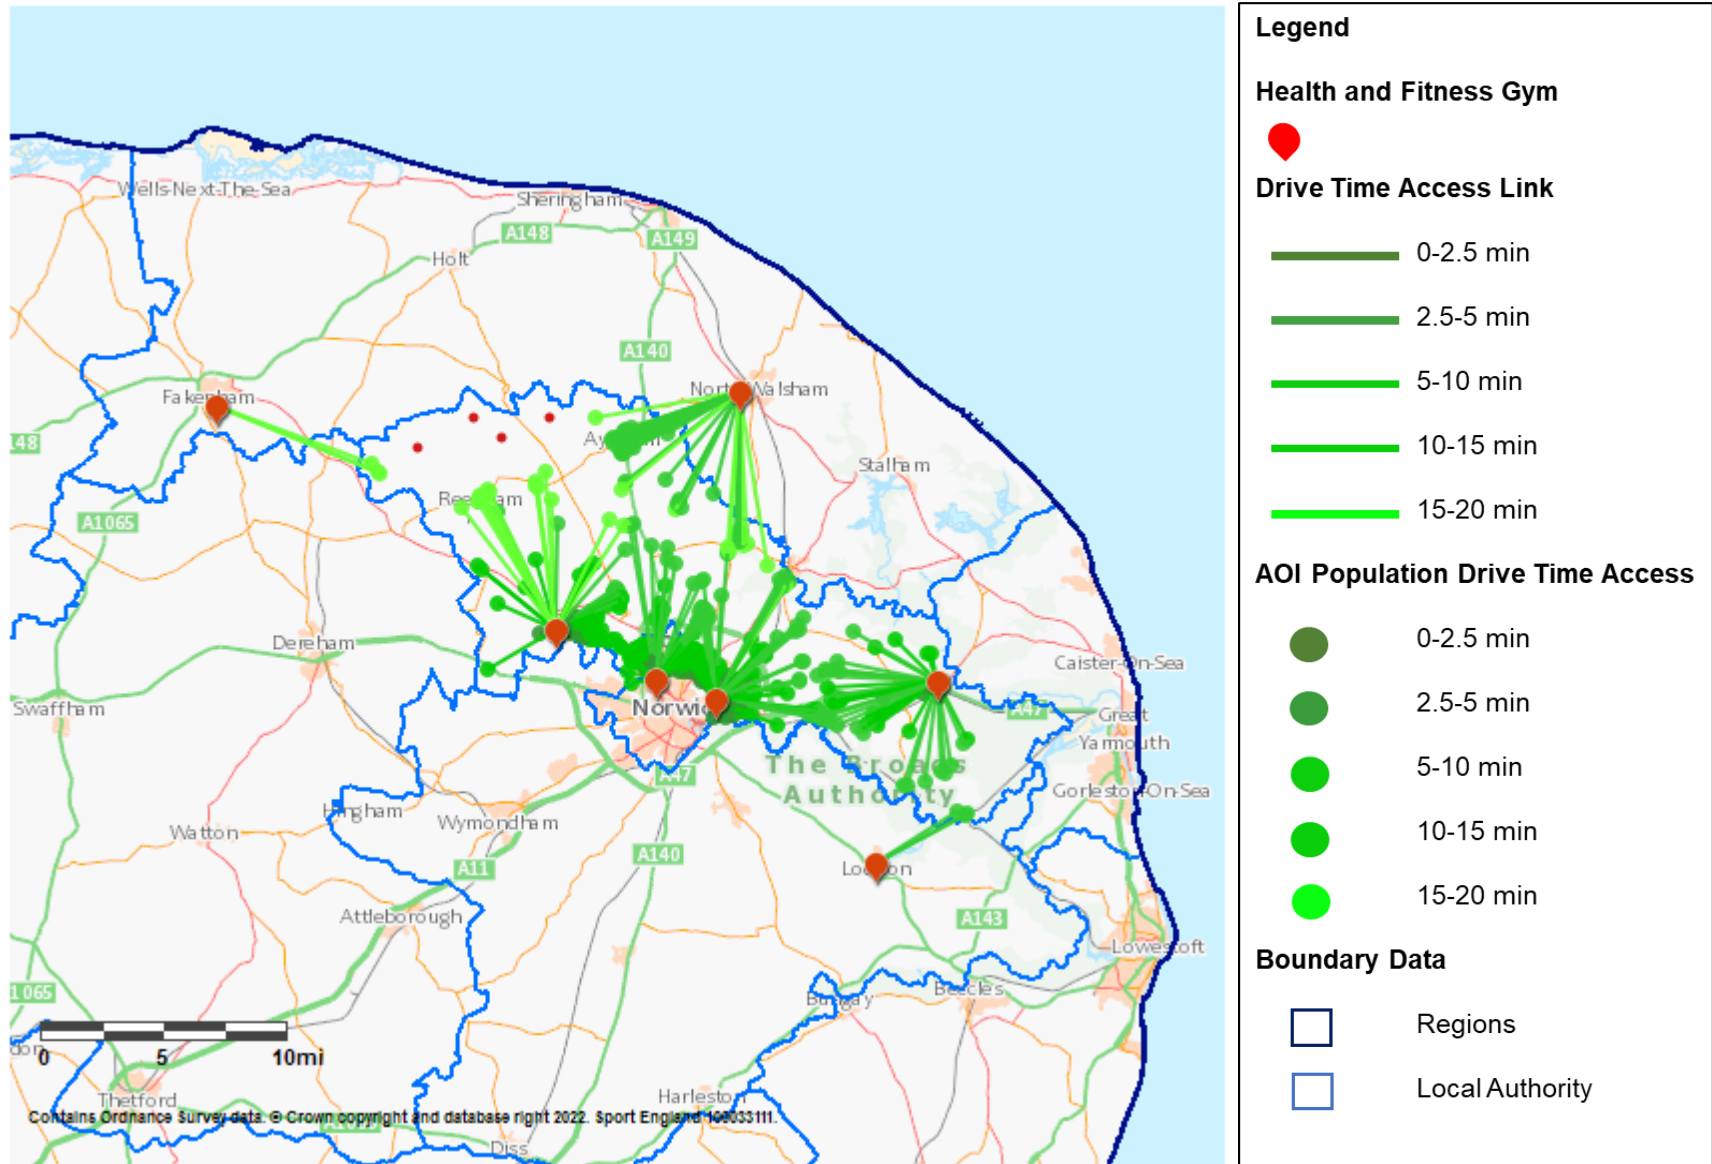 Wells-Next-The-Sea
Sheringham
A148
A149
Holt
A140
Fakenham
North Walsham
148
Stalham
A1065
Dereham
Caister-On-Sea
Swaffham
Norwich
A47
Great
Yarmouth
The Broads
Authority
A47
Gorleston-On-Sea
Hingham
Wymondham
Watton
A140
A11
Loddon
Attleborough
A143
Lowestoft
1065
Bungay
Beccles
0 5 10mi
Thetford
Harleston
Contains Ordnance Survey data. © Crown copyright and database right 2022. Sport England 100033111.
Diss
Legend
Health and Fitness Gym
Drive Time Access Link
0-2.5 min
2.5-5 min
5-10 min
10-15 min
15-20 min
AOI Population Drive Time Access
0-2.5 min
2.5-5 min
5-10 min
10-15 min
15-20 min
Boundary Data
Regions
Local Authority